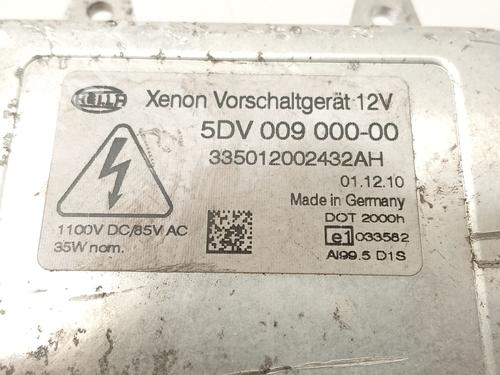 HELLA
Xenon Vorschaltgerät 12V
5DV 009 000-00
335012002432AH
01.12.10
Made in Germany
DOT 2000h
e1 033582
Al99.5 D1S
1100V DC/85V AC
35W nom.